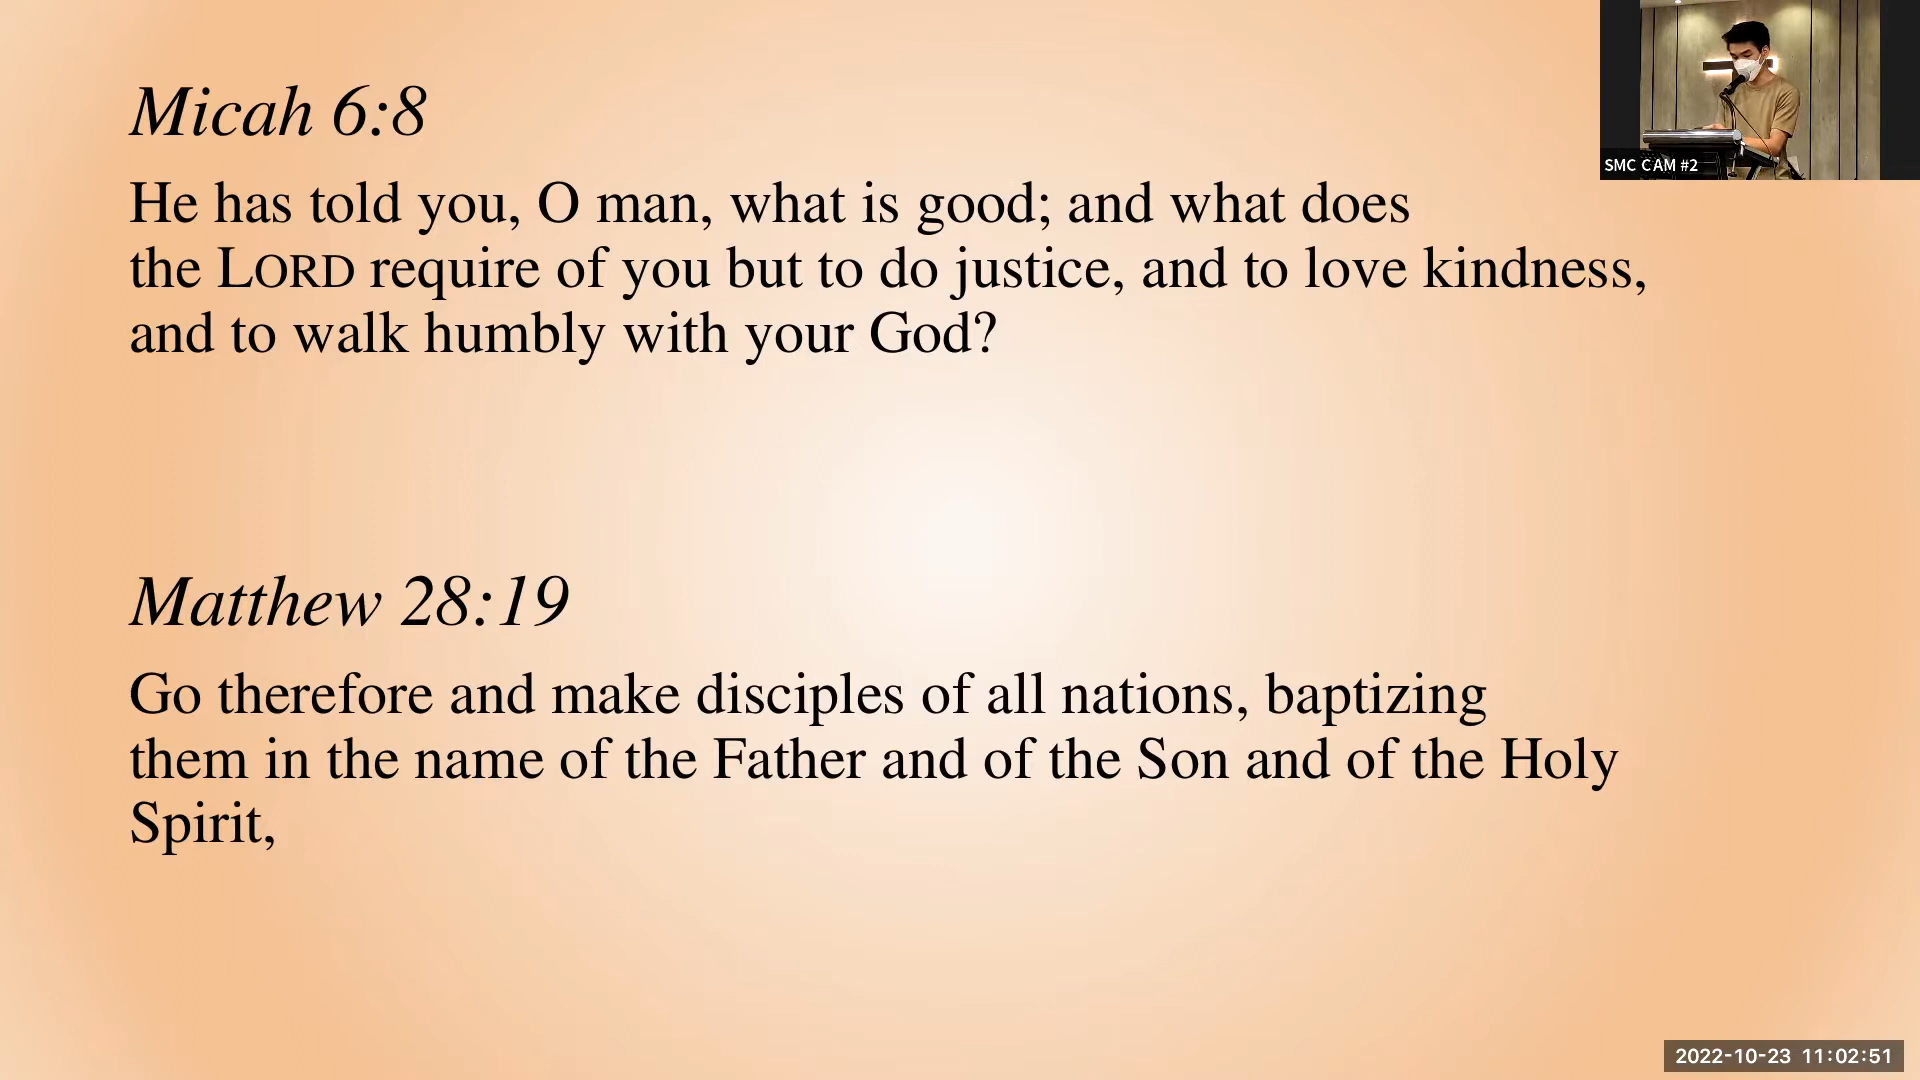 Micah 6:8
He has told you, O man, what is good; and what does
the LORD require of you but to do justice, and to love kindness,
and to walk humbly with your God?
Matthew 28:19
Go therefore and make disciples of all nations, baptizing
them in the name of the Father and of the Son and of the Holy
Spirit,
SMC CAM #2
2022-10-23 11:02:51